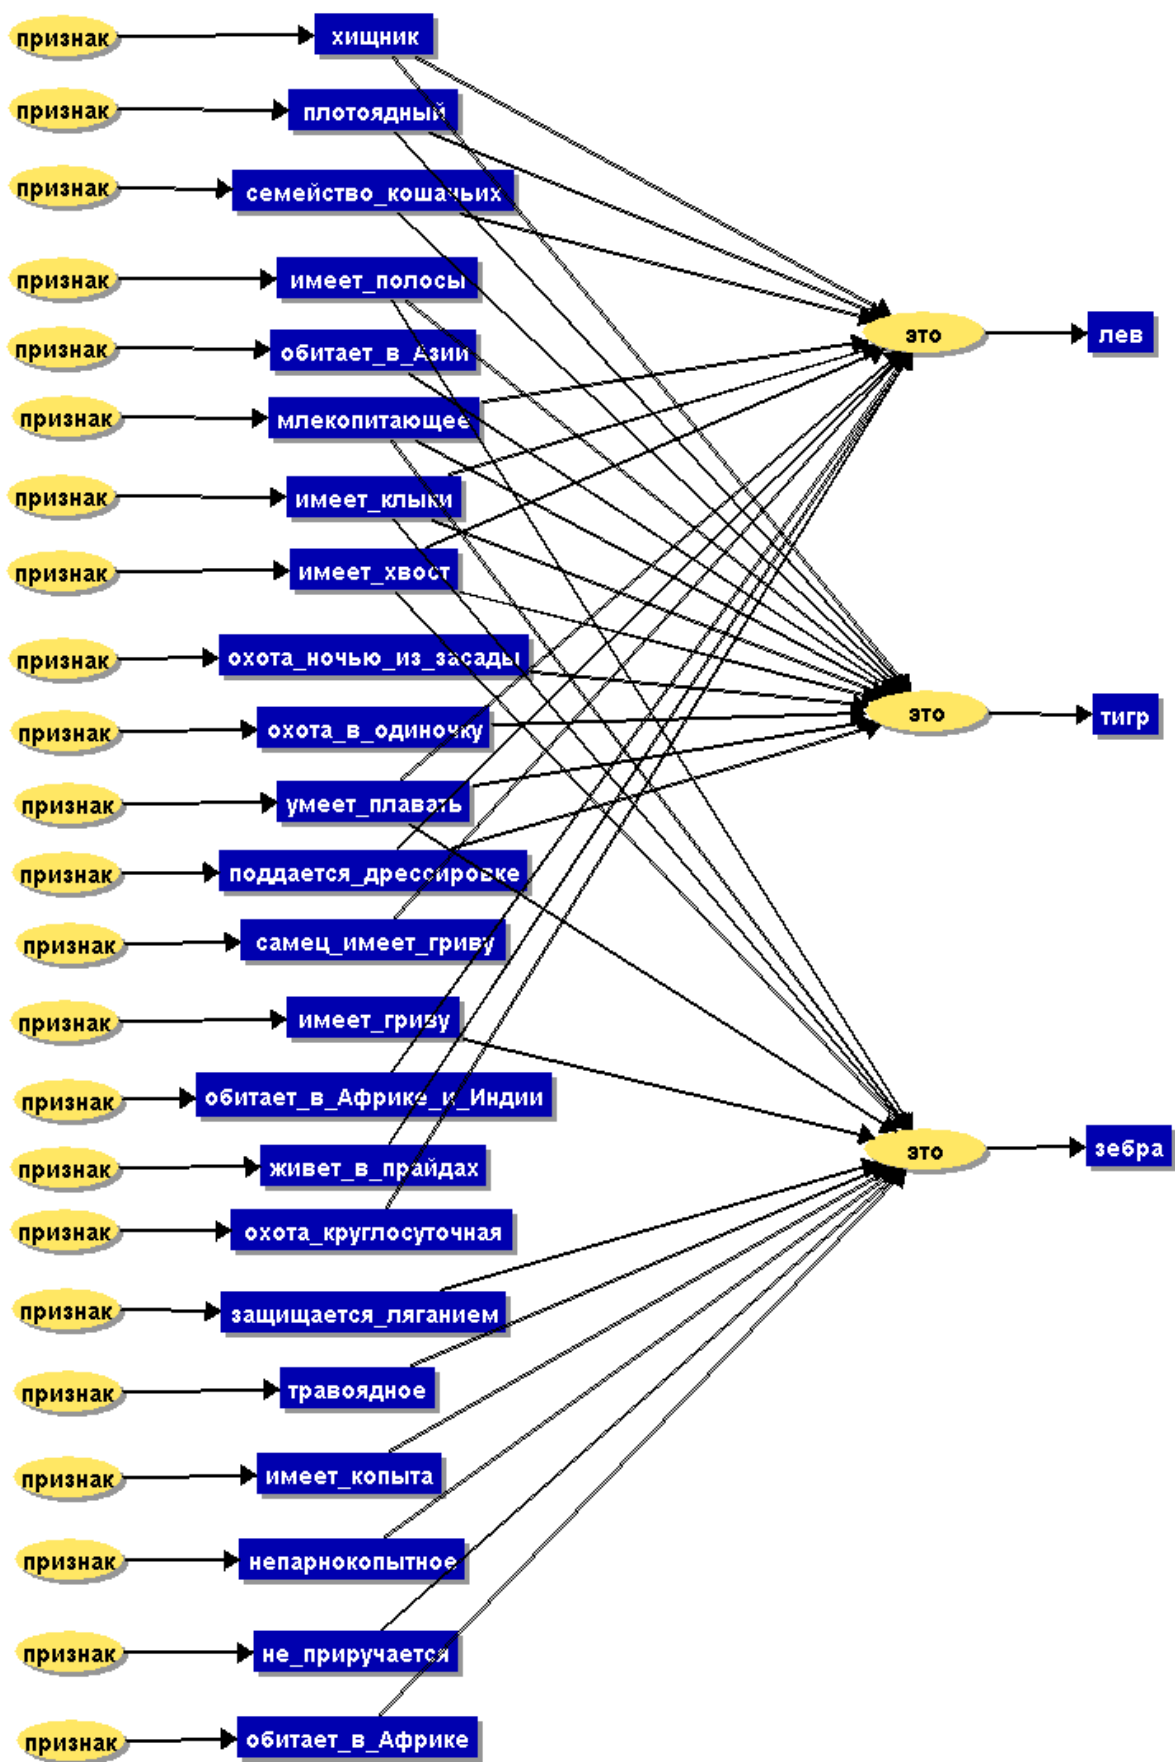 признак хищник
признак плотоядный
признак семейство_кошачьих
признак имеет_полосы
это лев
признак обитает_в_Азии
признак млекопитающее
признак имеет_клыки
признак имеет_хвост
признак охота_ночью_из_засады
это тигр
признак охота_в_одиночку
признак умеет_плавать
признак поддается_дрессировке
признак самец_имеет_гриву
признак имеет_гриву
признак обитает_в_Африке_и_Индии
это зебра
признак живет_в_прайдах
признак охота_круглосуточная
признак защищается_ляганием
признак травоядное
признак имеет_копыта
признак непарнокопытное
признак не_приручается
признак обитает_в_Африке